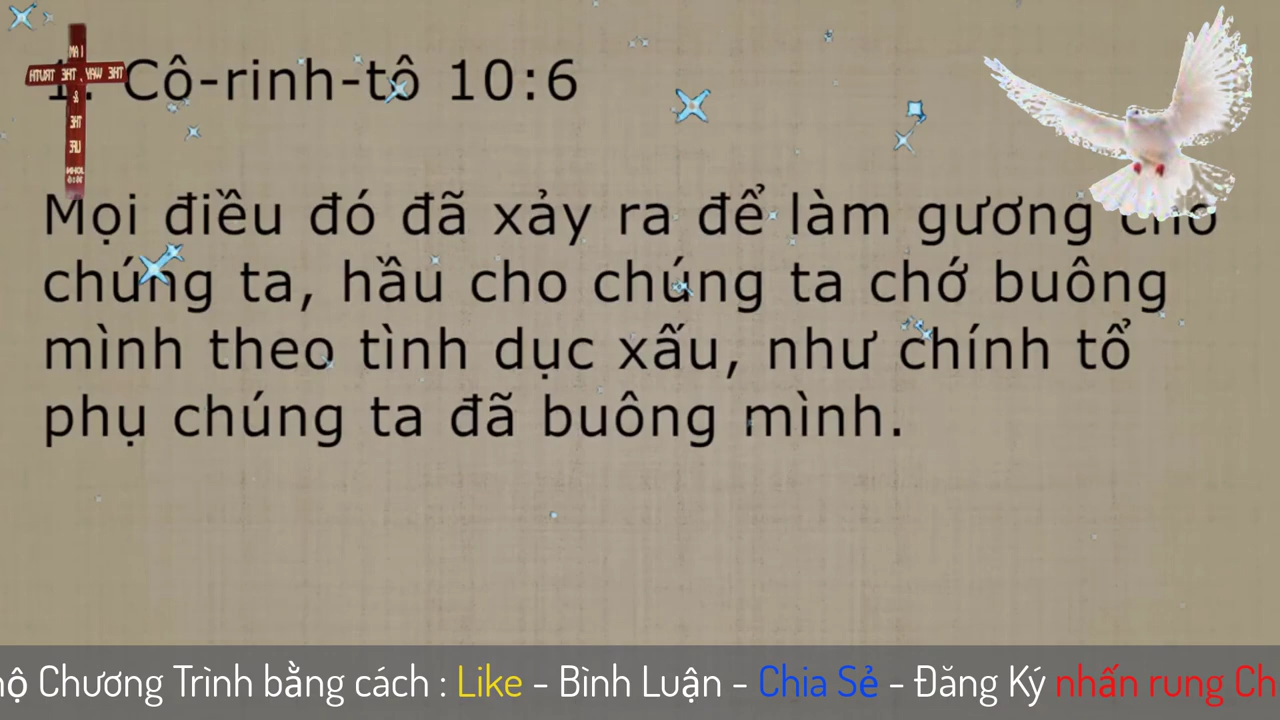 1. Cô-rinh-tô 10:6
Mọi điều đó đã xảy ra để làm gương cho
chúng ta, hầu cho chúng ta chớ buông
mình theo tình dục xấu, như chính tổ
phụ chúng ta đã buông mình.
Chương Trình bằng cách : Like - Bình Luận - Chia Sẻ - Đăng Ký nhấn rung